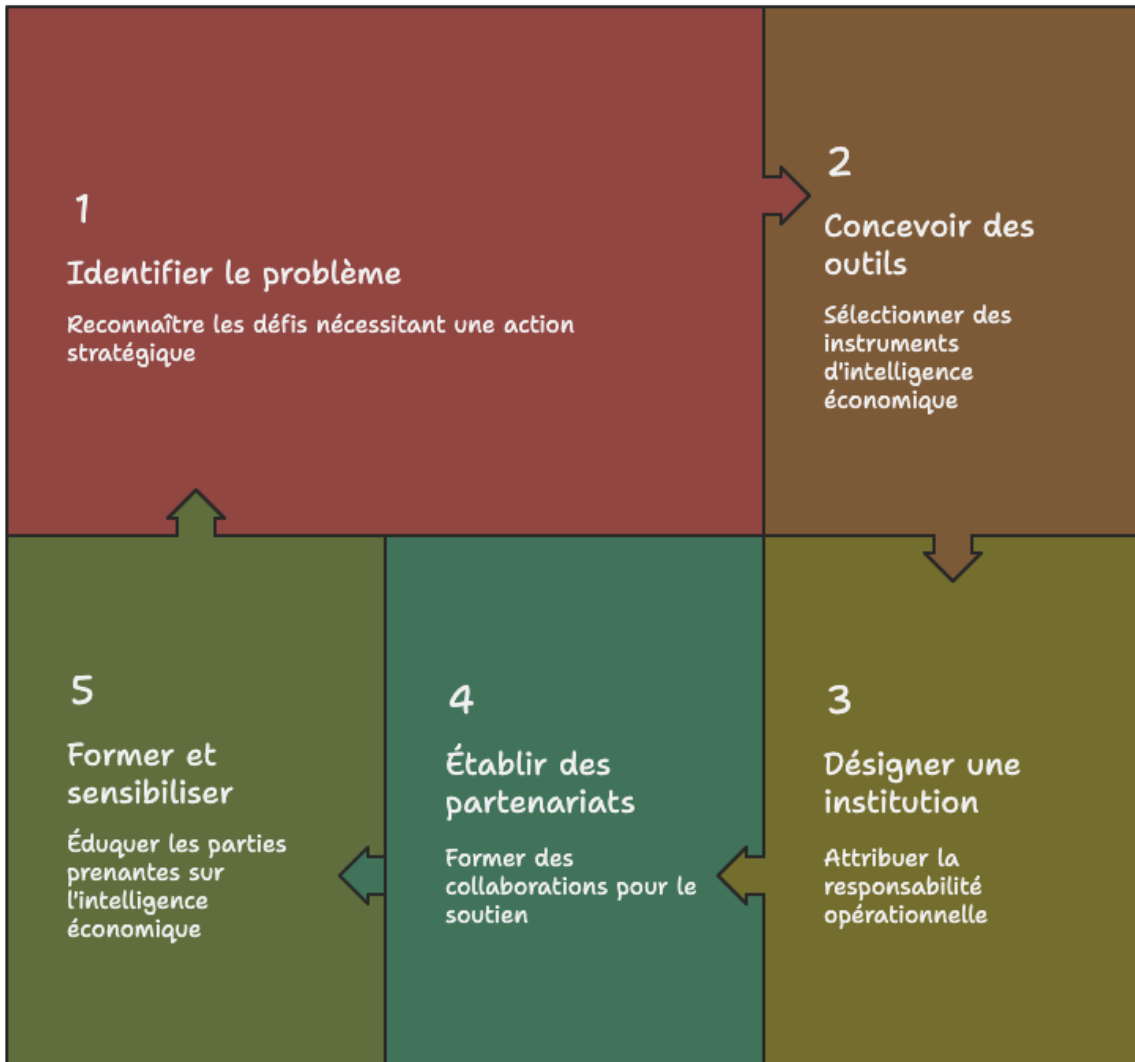 1
Identifier le problème
Reconnaître les défis nécessitant une action
stratégique
2
Concevoir des
outils
Sélectionner des
instruments
d'intelligence
économique
3
Désigner une
institution
Attribuer la
responsabilité
opérationnelle
4
Établir des
partenariats
Former des
collaborations pour le
soutien
5
Former et
sensibiliser
Éduquer les parties
prenantes sur
l'intelligence
économique